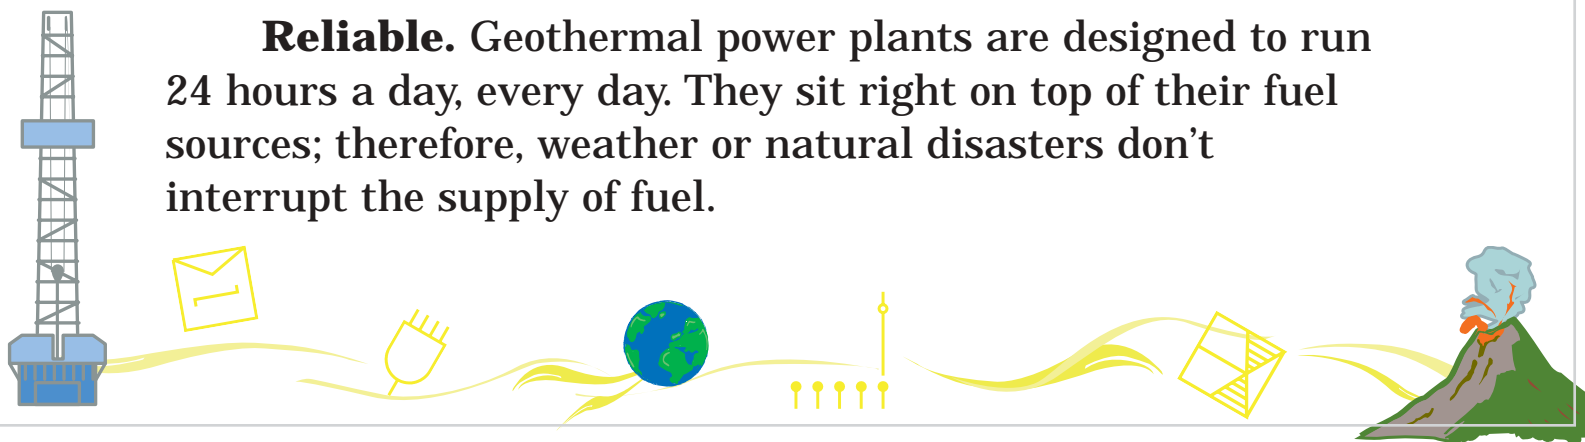 Reliable. Geothermal power plants are designed to run
24 hours a day, every day. They sit right on top of their fuel
sources; therefore, weather or natural disasters don't
interrupt the supply of fuel.